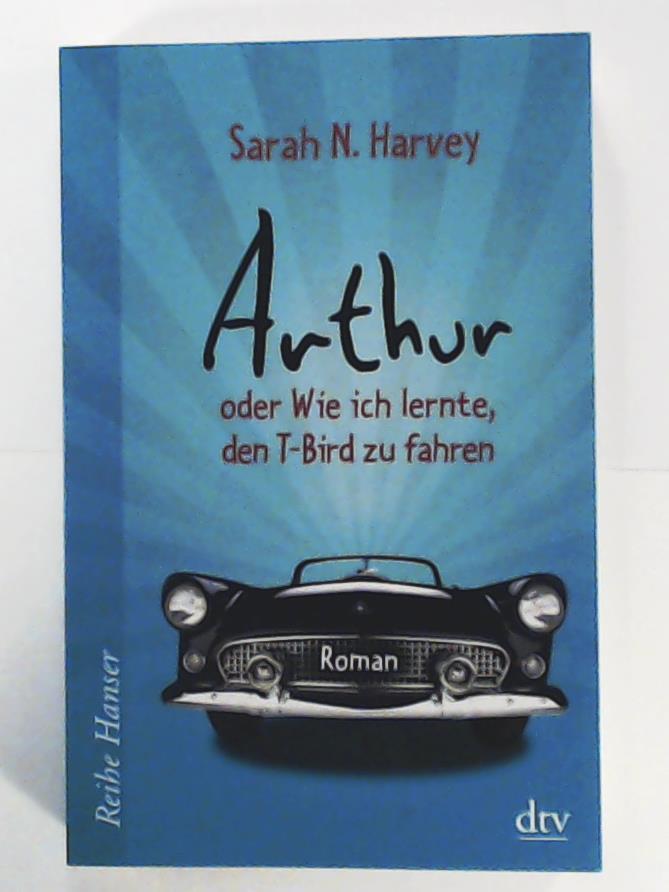 Sarah N. Harvey
Arthur
oder Wie ich lernte,
den T-Bird zu fahren
Roman
Reihe Hanser
dtv